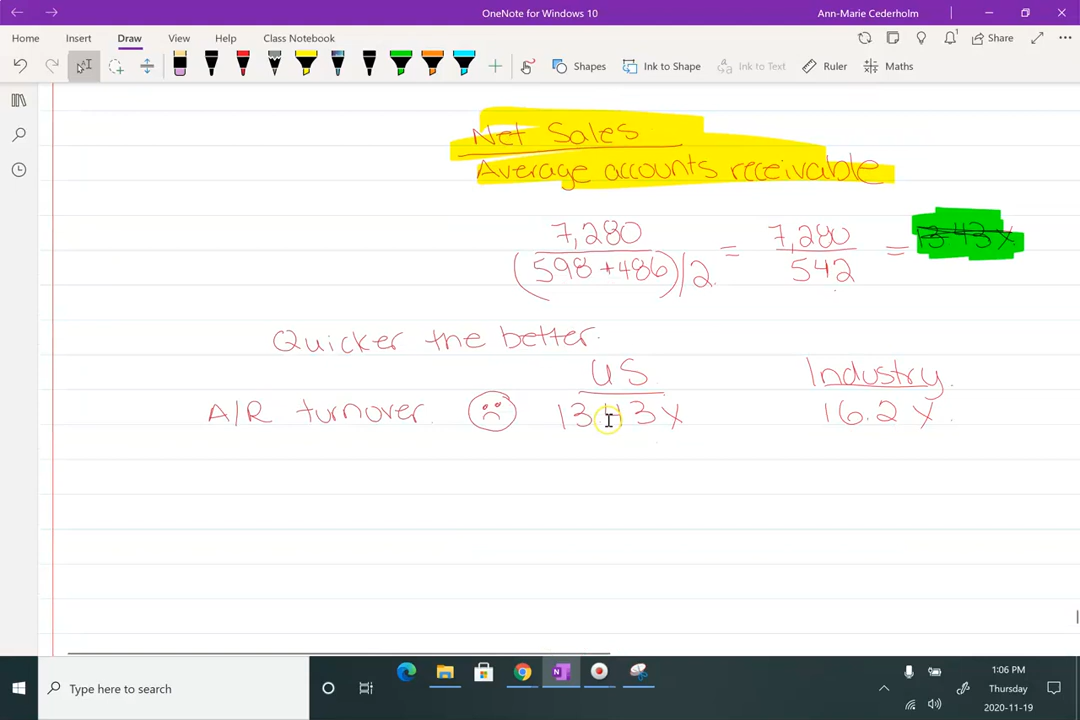 OneNote for Windows 10
Ann-Marie Cederholm
Home Insert Draw View Help Class Notebook Share
Shapes Ink to Shape Ink to Text Ruler Maths
Net Sales
Average accounts receivable
7,280 / (598+486)/2 = 7,280 / 542 = 13.43x
Quicker the better.
US Industry
A/R turnover 13.43x 16.2x
Type here to search
1:06 PM
Thursday
2020-11-19